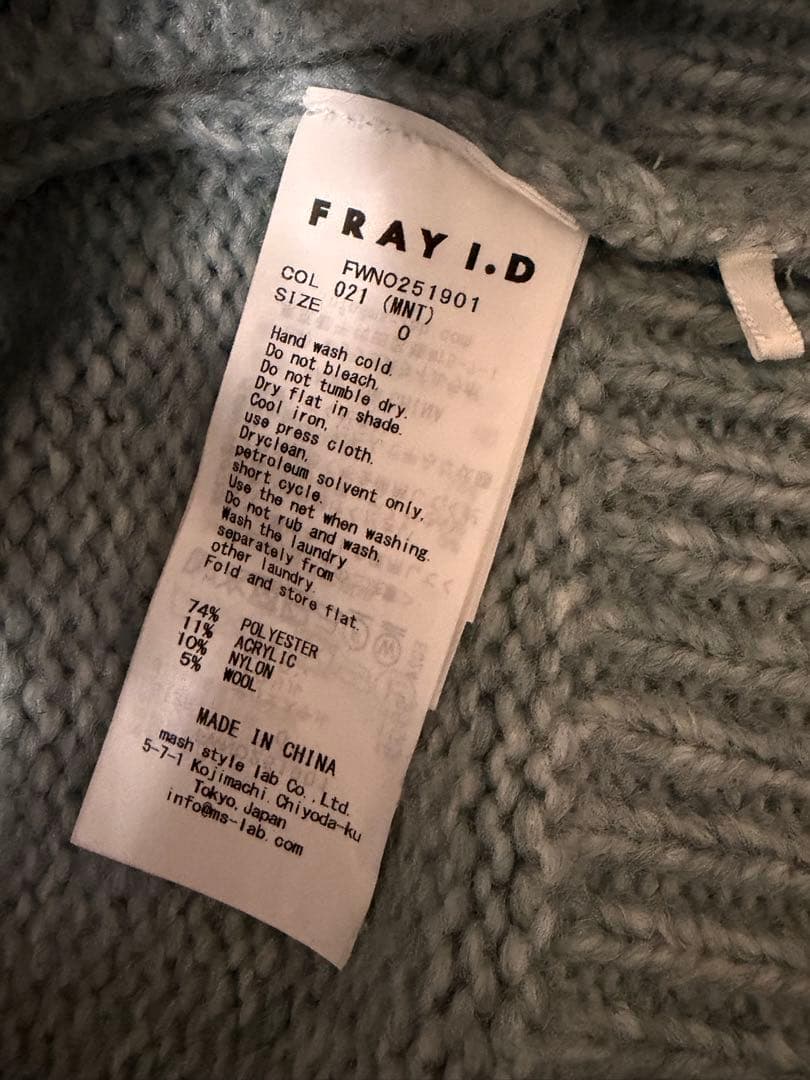 FRAY I.D
FWNO251901
COL 021 (MNT)
SIZE 0
Hand wash cold.
Do not bleach.
Do not tumble dry.
Dry flat in shade.
Cool iron,
use press cloth.
Dryclean,
petroleum solvent only,
short cycle.
Use the net when washing.
Do not rub and wash.
Wash the laundry
separately from
other laundry.
Fold and store flat.
74% POLYESTER
11% ACRYLIC
10% NYLON
5% WOOL
MADE IN CHINA
mash style lab Co.,Ltd.
5-7-1 Kojimachi Chiyoda-ku
Tokyo, Japan
info@ms-lab.com